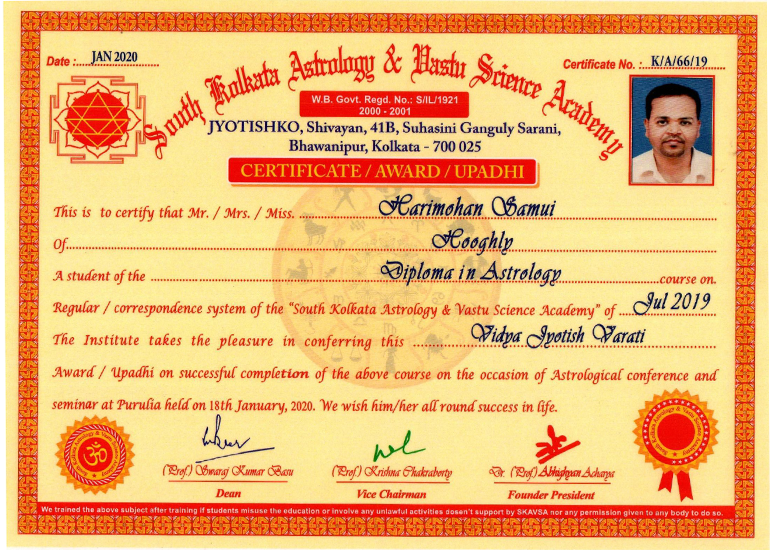 Date : JAN 2020
Certificate No. : K/A/66/19
South Kolkata Astrology & Vastu Science Academy
W.B. Govt. Regd. No.: S/IL/1921
2000 - 2001
JYOTISHKO, Shivayan, 41B, Suhasini Ganguly Sarani,
Bhawanipur, Kolkata - 700 025
CERTIFICATE / AWARD / UPADHI
This is to certify that Mr. / Mrs. / Miss. Harimohan Samui
Of Hooghly
A student of the Diploma in Astrology course on.
Regular / correspondence system of the "South Kolkata Astrology & Vastu Science Academy" of Jul 2019
The Institute takes the pleasure in conferring this Vidya Jyotish Varati
Award / Upadhi on successful completion of the above course on the occasion of Astrological conference and
seminar at Purulia held on 18th January, 2020. We wish him/her all round success in life.
(Prof.) Swaraj Kumar Basu
Dean
(Prof.) Krishna Chakraborty
Vice Chairman
Dr. (Prof.) Abhighyan Acharya
Founder President
We trained the above subject after training if students misuse the education or involve any unlawful activities dosen't support by SKAVSA nor any permission given to any body to do so.